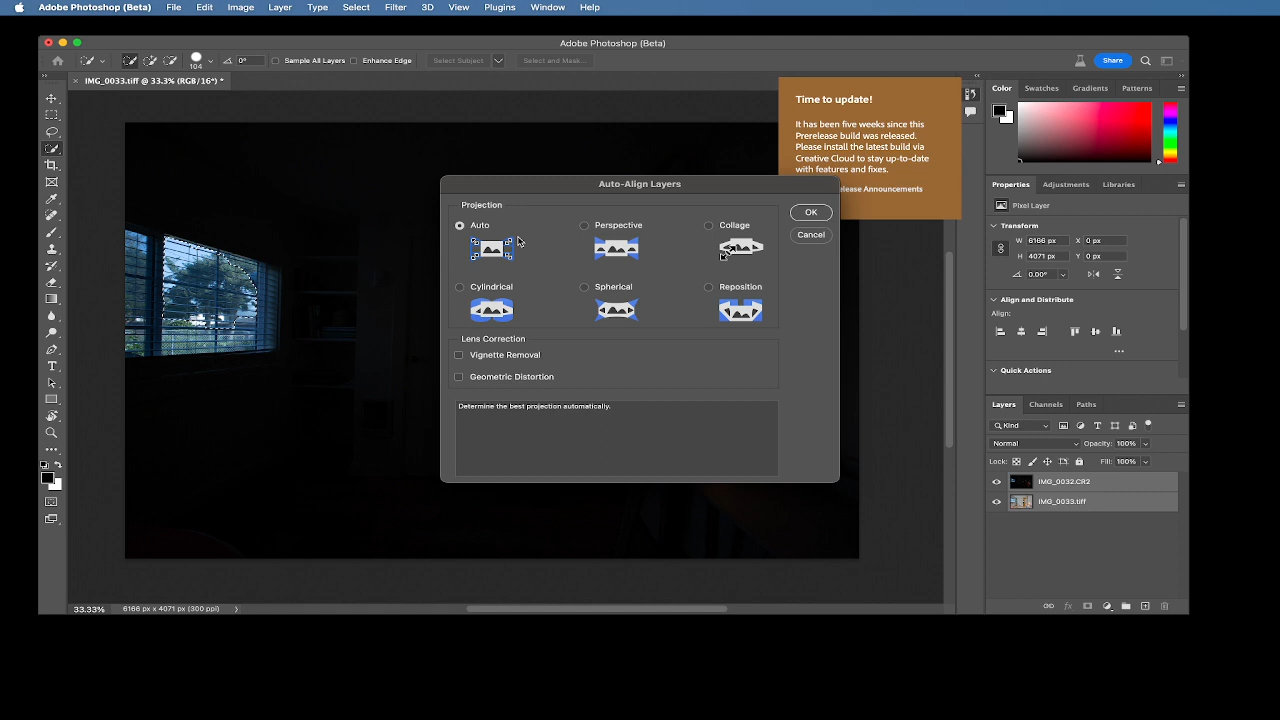 Adobe Photoshop (Beta) File Edit Image Layer Type Select Filter 3D View Plugins Window Help
Adobe Photoshop (Beta)
104 0° Sample All Layers Enhance Edge Select Subject Select and Mask... Share
× IMG_0033.tiff @ 33.3% (RGB/16*) *
Color Swatches Gradients Patterns
Time to update!
It has been five weeks since this
Prerelease build was released.
Please install the latest build via
Creative Cloud to stay up-to-date
with features and fixes.
elease Announcements
Auto-Align Layers
Projection
Auto Perspective Collage
Cylindrical Spherical Reposition
OK
Cancel
Lens Correction
Vignette Removal
Geometric Distortion
Determine the best projection automatically.
Properties Adjustments Libraries
Pixel Layer
Transform
W 6166 px X 0 px
H 4071 px Y 0 px
0.00°
Align and Distribute
Align:
Quick Actions
Layers Channels Paths
Kind
Normal Opacity: 100%
Lock: Fill: 100%
IMG_0032.CR2
IMG_0033.tiff
33.33% 6166 px x 4071 px (300 ppi)